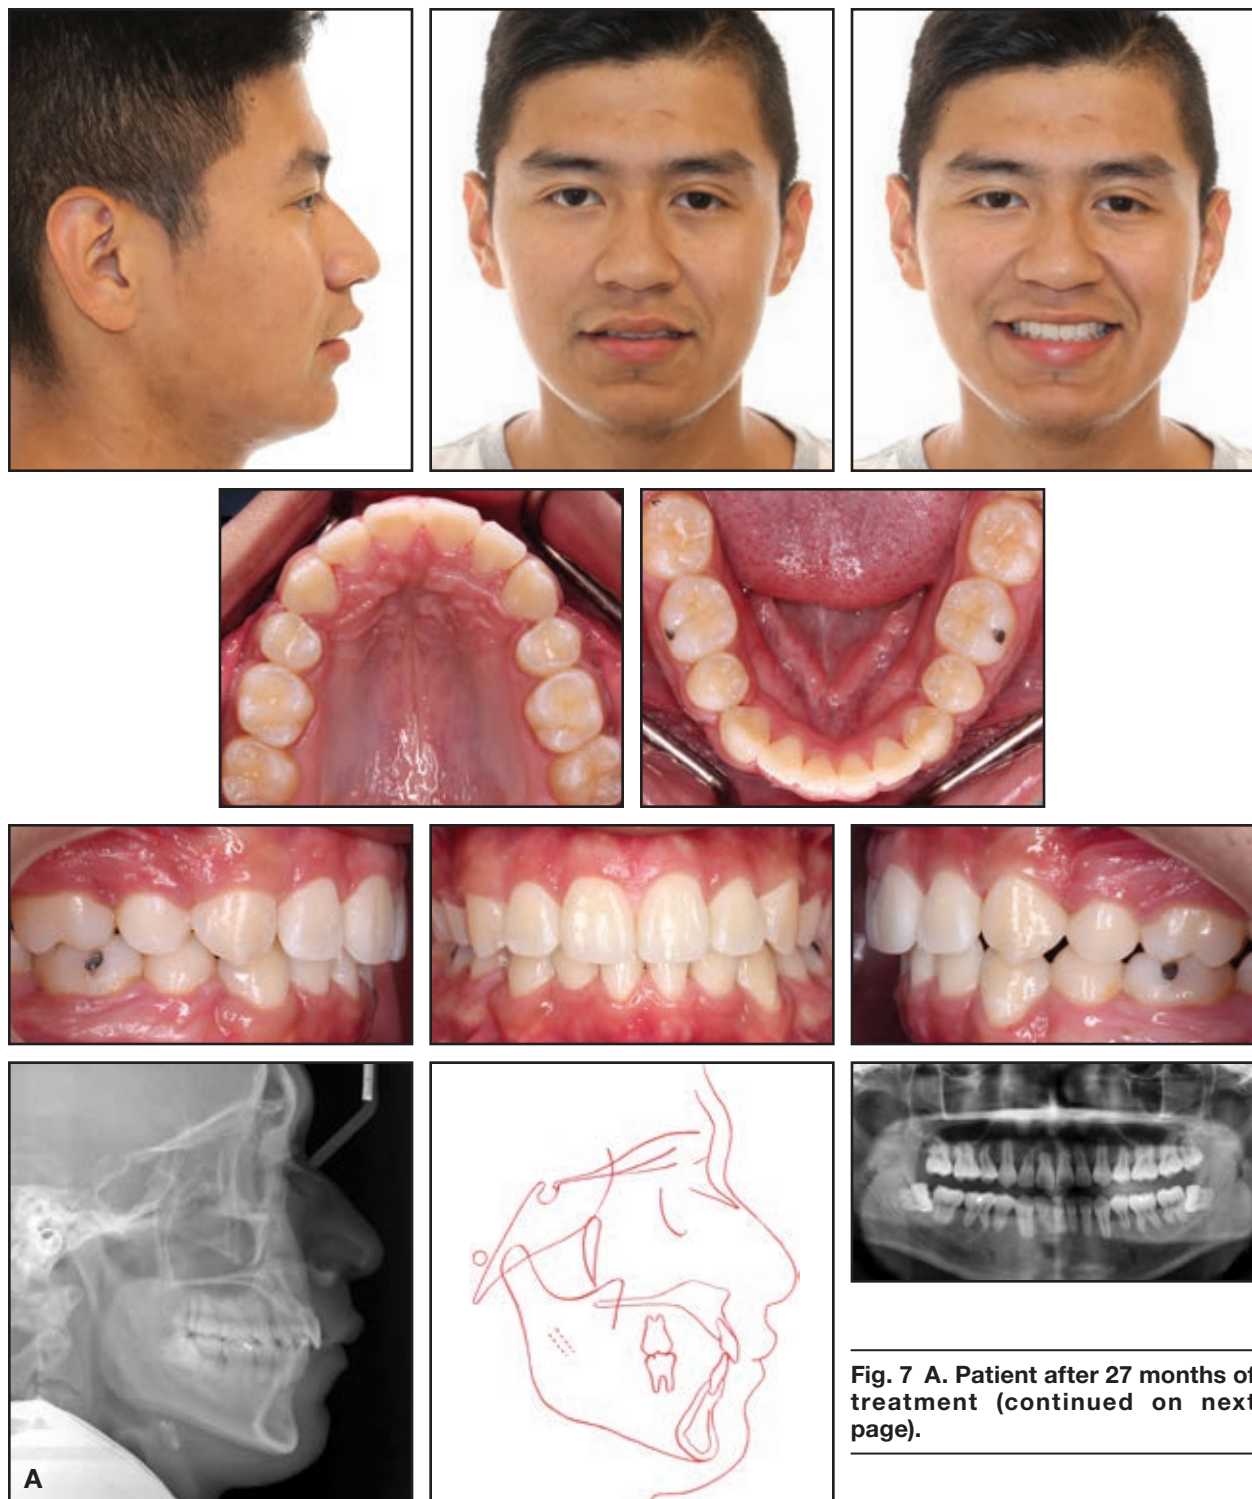 A
Fig. 7 A. Patient after 27 months of
treatment (continued on next
page).